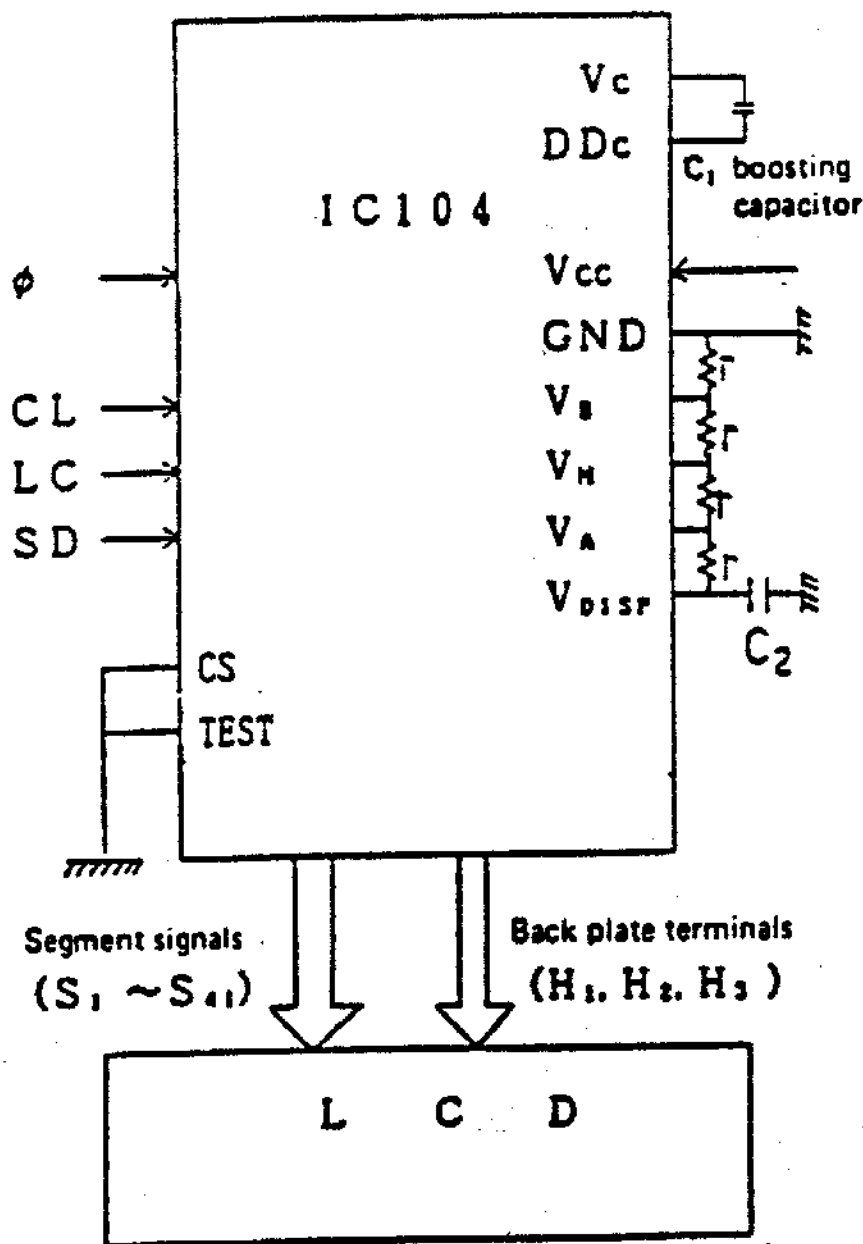 Vc
DDc
C₁ boosting
capacitor
IC104
ϕ
Vcc
GND
r
CL
VB
r
LC
VH
r
SD
VA
r
VDISP
C₂
CS
TEST
Segment signals
(S₁ ~S₄₁)
Back plate terminals
(H₁, H₂, H₃)
LCD